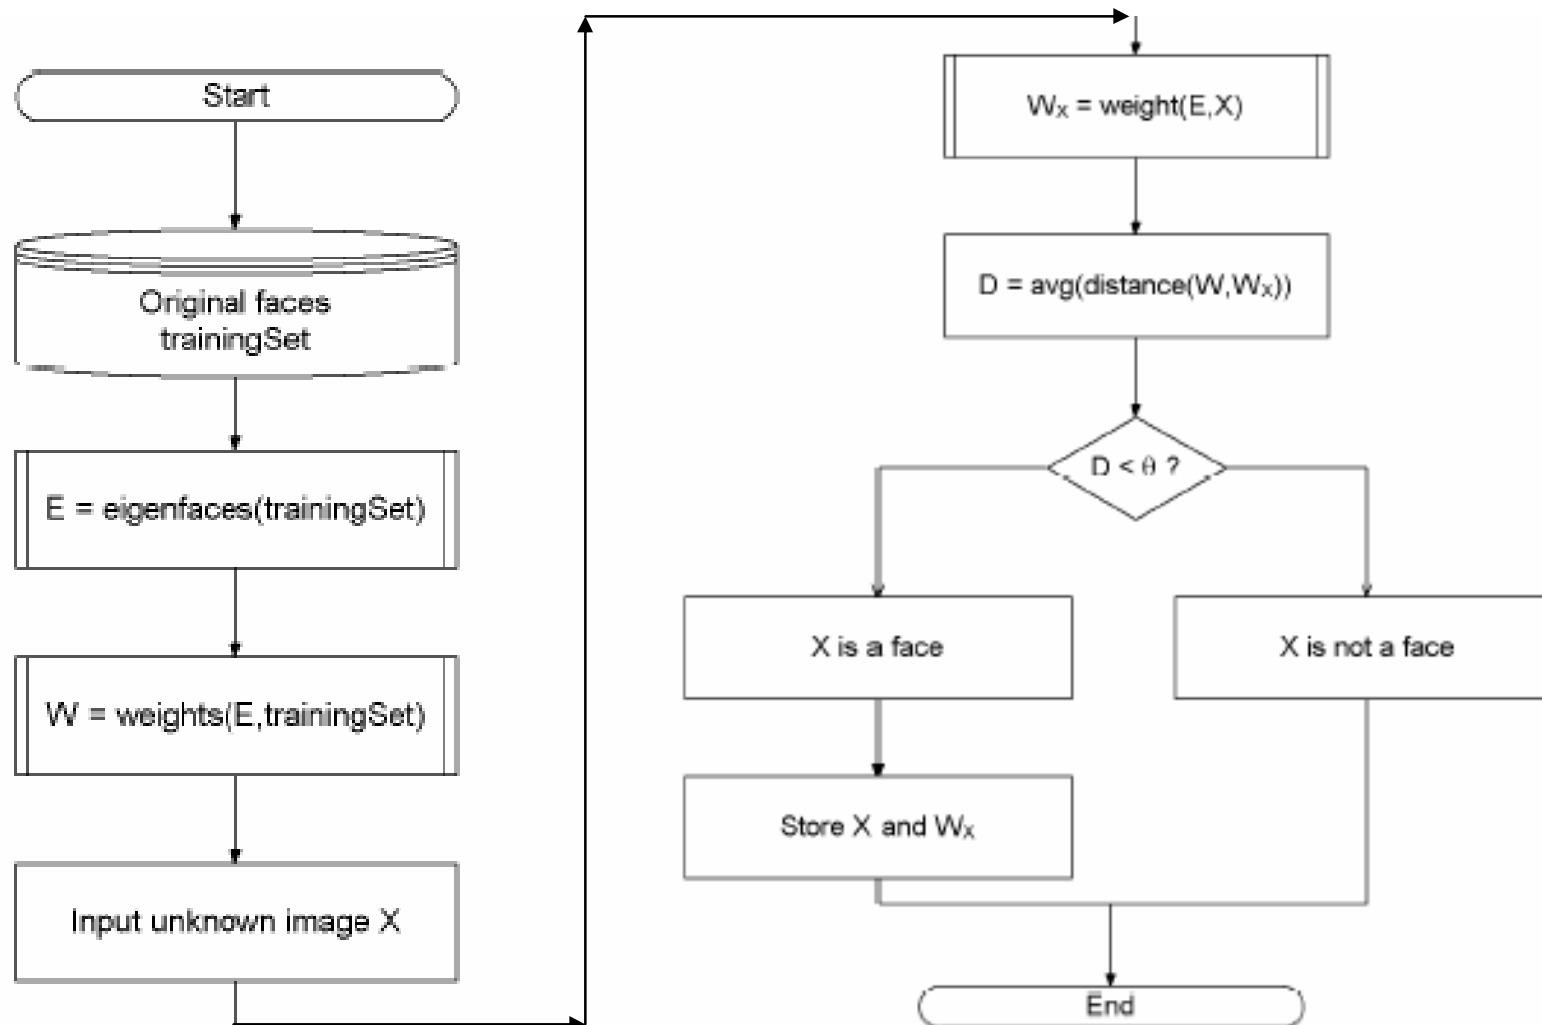 Start
Original faces
trainingSet
E = eigenfaces(trainingSet)
W = weights(E,trainingSet)
Input unknown image X
Wx = weight(E,X)
D = avg(distance(W,Wx))
D < θ ?
X is a face
X is not a face
Store X and Wx
End